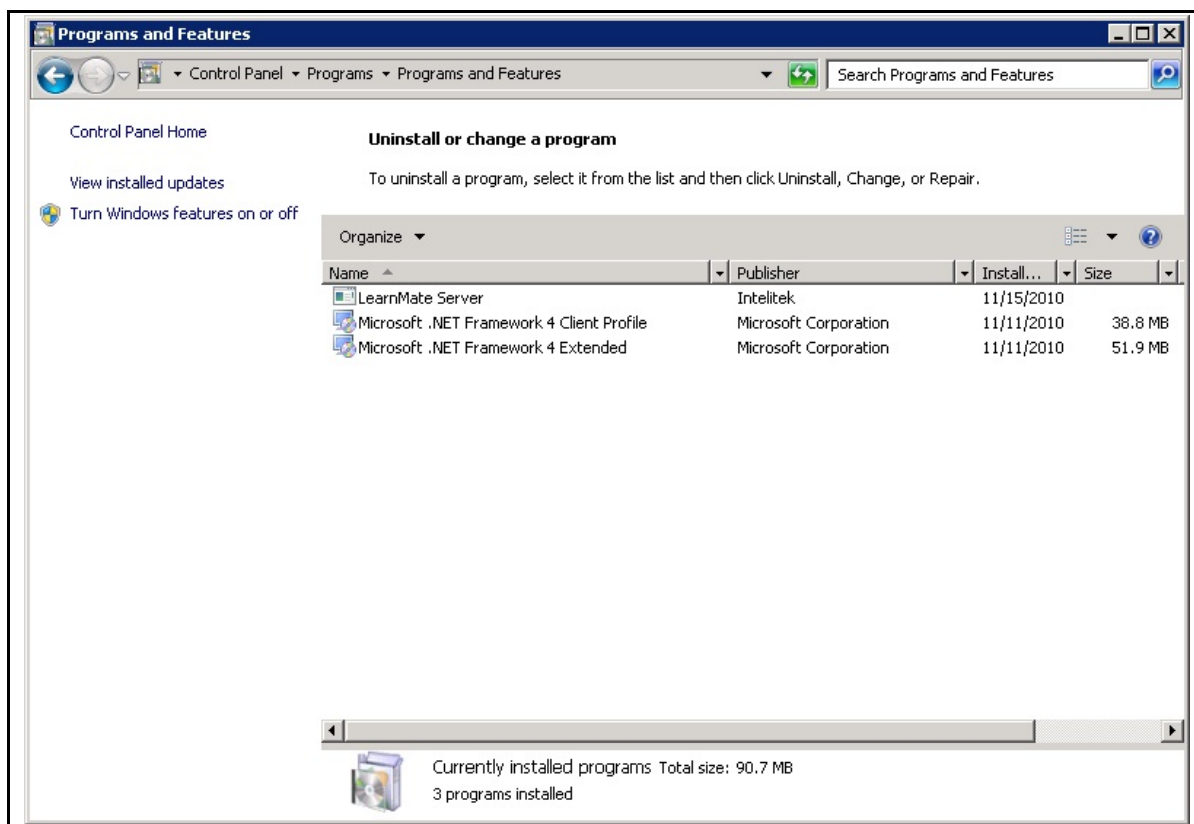 Programs and Features
Control Panel Programs Programs and Features
Search Programs and Features
Control Panel Home
View installed updates
Turn Windows features on or off
Uninstall or change a program
To uninstall a program, select it from the list and then click Uninstall, Change, or Repair.
Organize
Name Publisher Install... Size
LearnMate Server Intelitek 11/15/2010
Microsoft .NET Framework 4 Client Profile Microsoft Corporation 11/11/2010 38.8 MB
Microsoft .NET Framework 4 Extended Microsoft Corporation 11/11/2010 51.9 MB
Currently installed programs Total size: 90.7 MB
3 programs installed